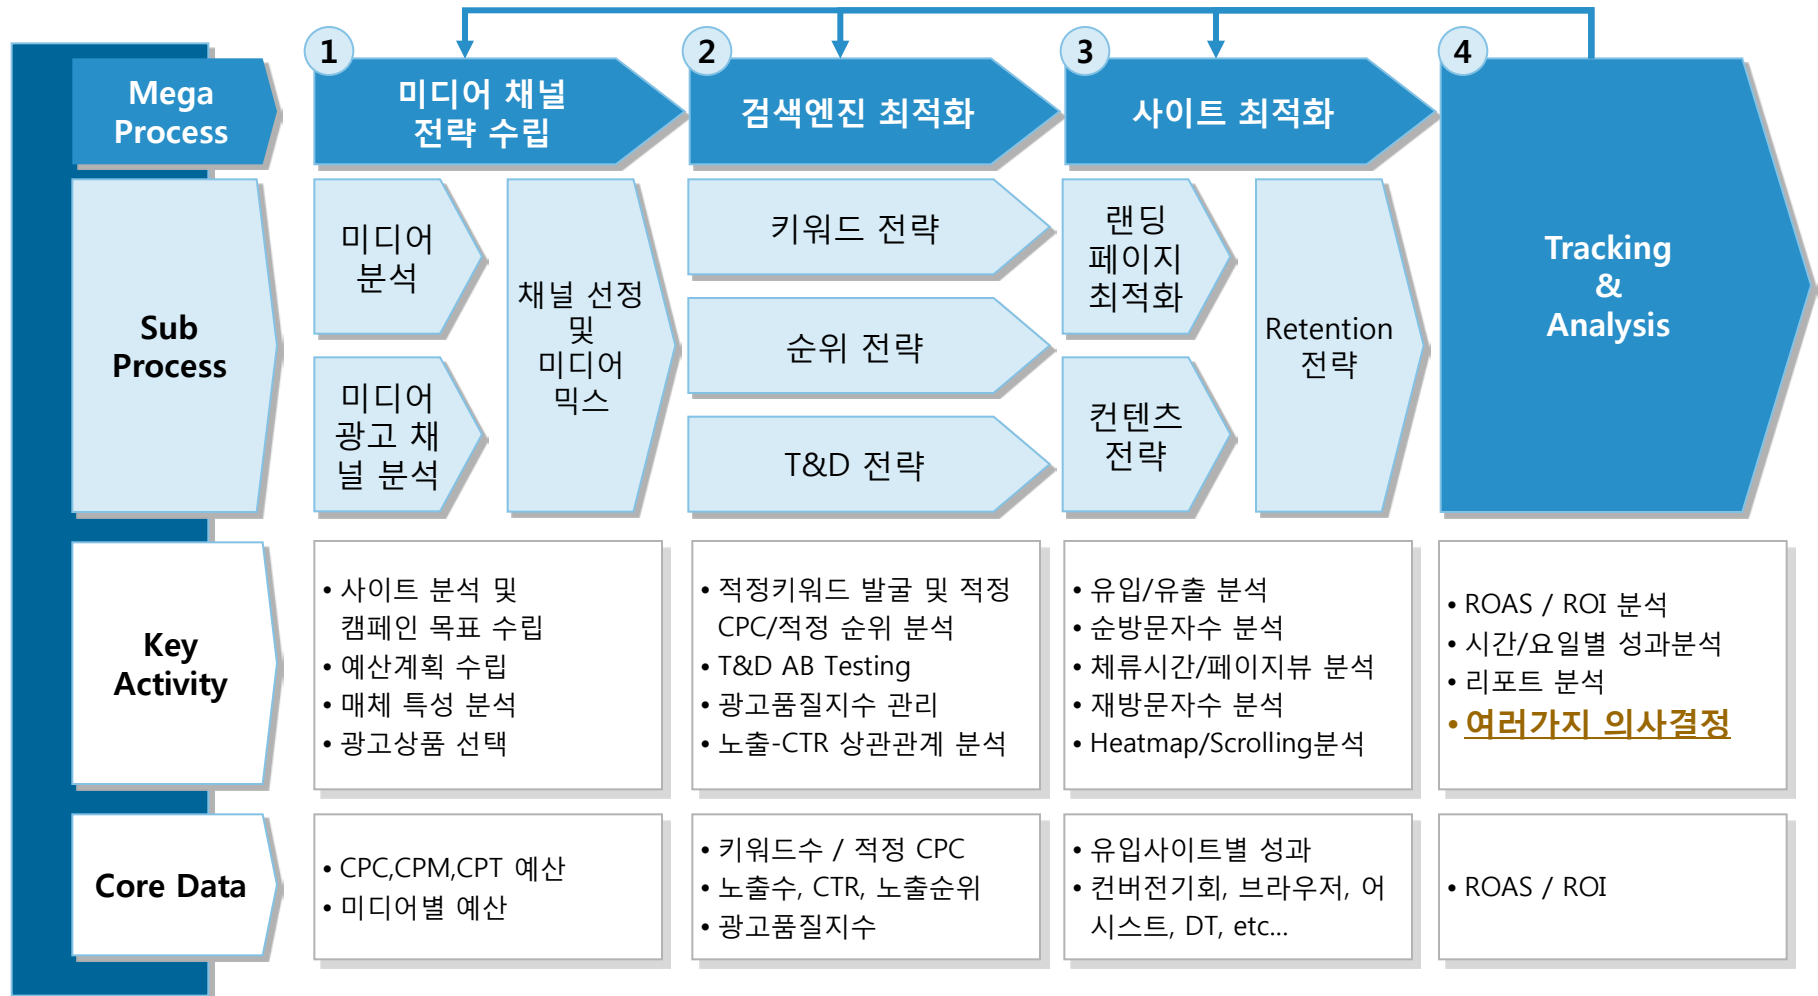 1
2
3
4
Mega
Process
미디어 채널
전략 수립
검색엔진 최적화
사이트 최적화
Tracking
&
Analysis
Sub
Process
미디어
분석
미디어
광고 채
널 분석
채널 선정
및
미디어
믹스
키워드 전략
순위 전략
T&D 전략
랜딩
페이지
최적화
컨텐츠
전략
Retention
전략
Key
Activity
• 사이트 분석 및
캠페인 목표 수립
• 예산계획 수립
• 매체 특성 분석
• 광고상품 선택
• 적정키워드 발굴 및 적정
CPC/적정 순위 분석
• T&D AB Testing
• 광고품질지수 관리
• 노출-CTR 상관관계 분석
• 유입/유출 분석
• 순방문자수 분석
• 체류시간/페이지뷰 분석
• 재방문자수 분석
• Heatmap/Scrolling분석
• ROAS / ROI 분석
• 시간/요일별 성과분석
• 리포트 분석
• 여러가지 의사결정
Core Data
• CPC,CPM,CPT 예산
• 미디어별 예산
• 키워드수 / 적정 CPC
• 노출수, CTR, 노출순위
• 광고품질지수
• 유입사이트별 성과
• 컨버전기회, 브라우저, 어
시스트, DT, etc...
• ROAS / ROI